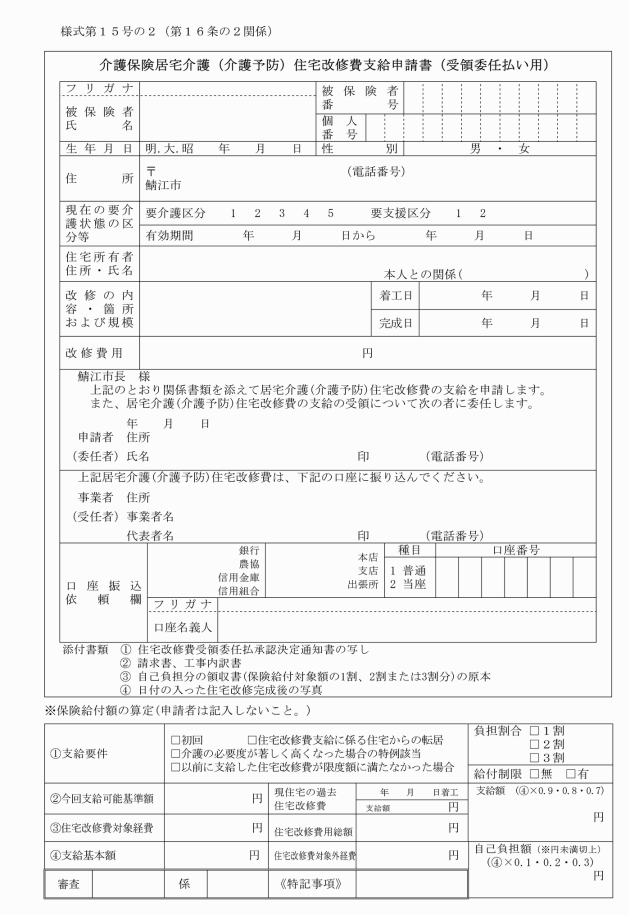 様式第１５号の２（第１６条の２関係）
介護保険居宅介護（介護予防）住宅改修費支給申請書（受領委任払い用）
フリガナ
被保険者
氏名
被保険者
番号
個人
番号
生年月日 明.大.昭 年 月 日 性別 男・女
住所
〒 (電話番号)
鯖江市
現在の要介
護状態の区
分等
要介護区分 １ ２ ３ ４ ５ 要支援区分 １ ２
有効期間 年 月 日から 年 月 日
住宅所有者
住所・氏名
本人との関係( )
改修の内
容・箇所
および規模
着工日 年 月 日
完成日 年 月 日
改修費用 円
鯖江市長 様
上記のとおり関係書類を添えて居宅介護(介護予防)住宅改修費の支給を申請します。
また、居宅介護(介護予防)住宅改修費の支給の受領について次の者に委任します。
年 月 日
申請者 住所
（委任者）氏名 印 (電話番号)
上記居宅介護(介護予防)住宅改修費は、下記の口座に振り込んでください。
事業者 住所
（受任者）事業者名
代表者名 印 (電話番号)
口座振込
依頼欄
銀行
農協
信用金庫
信用組合
本店
支店
出張所
種目 口座番号
1 普通
2 当座
フリガナ
口座名義人
添付書類 ① 住宅改修費受領委任払承認決定通知書の写し
② 請求書、工事内訳書
③ 自己負担分の領収書(保険給付対象額の1割、2割または3割分)の原本
④ 日付の入った住宅改修完成後の写真
※保険給付額の算定(申請者は記入しないこと。)
①支給要件
□初回 □住宅改修費支給に係る住宅からの転居
□介護の必要度が著しく高くなった場合の特例該当
□以前に支給した住宅改修費が限度額に満たなかった場合
負担割合 □１割
□２割
□３割
給付制限 □無 □有
②今回支給可能基準額 円
現住宅の過去
住宅改修費
年 月 日着工
支給額 円
支給額 （④×0.9・0.8・0.7）
円
③住宅改修費対象経費 円 住宅改修費用総額 円
④支給基本額 円 住宅改修費対象外経費 円
自己負担額（※円未満切上）
（④×0.1・0.2・0.3）
円
審査 係 《特記事項》